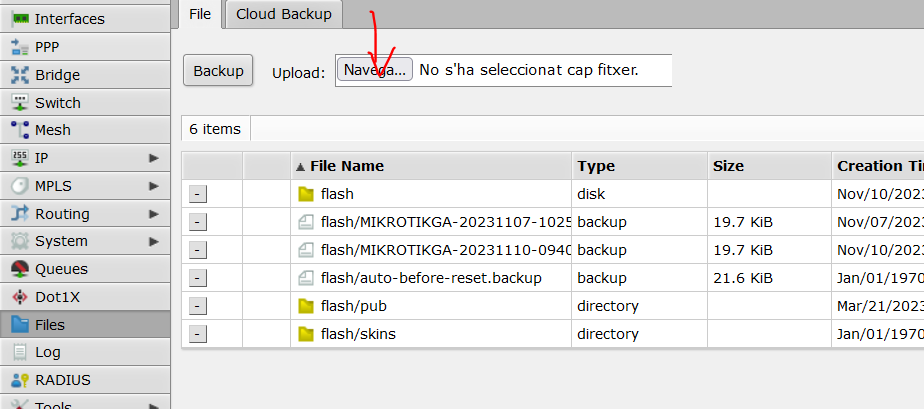 File Cloud Backup
Interfaces
PPP
Bridge
Switch
Mesh
IP
MPLS
Routing
System
Queues
Dot1X
Files
Log
RADIUS
Tools
Backup Upload: Navega... No s'ha seleccionat cap fitxer.
6 items
File Name Type Size Creation Tim
- flash disk Nov/10/2023
- flash/MIKROTIKGA-20231107-1025 backup 19.7 KiB Nov/07/2023
- flash/MIKROTIKGA-20231110-0940 backup 19.7 KiB Nov/10/2023
- flash/auto-before-reset.backup backup 21.6 KiB Jan/01/1970
- flash/pub directory Mar/21/2023
- flash/skins directory Jan/01/1970